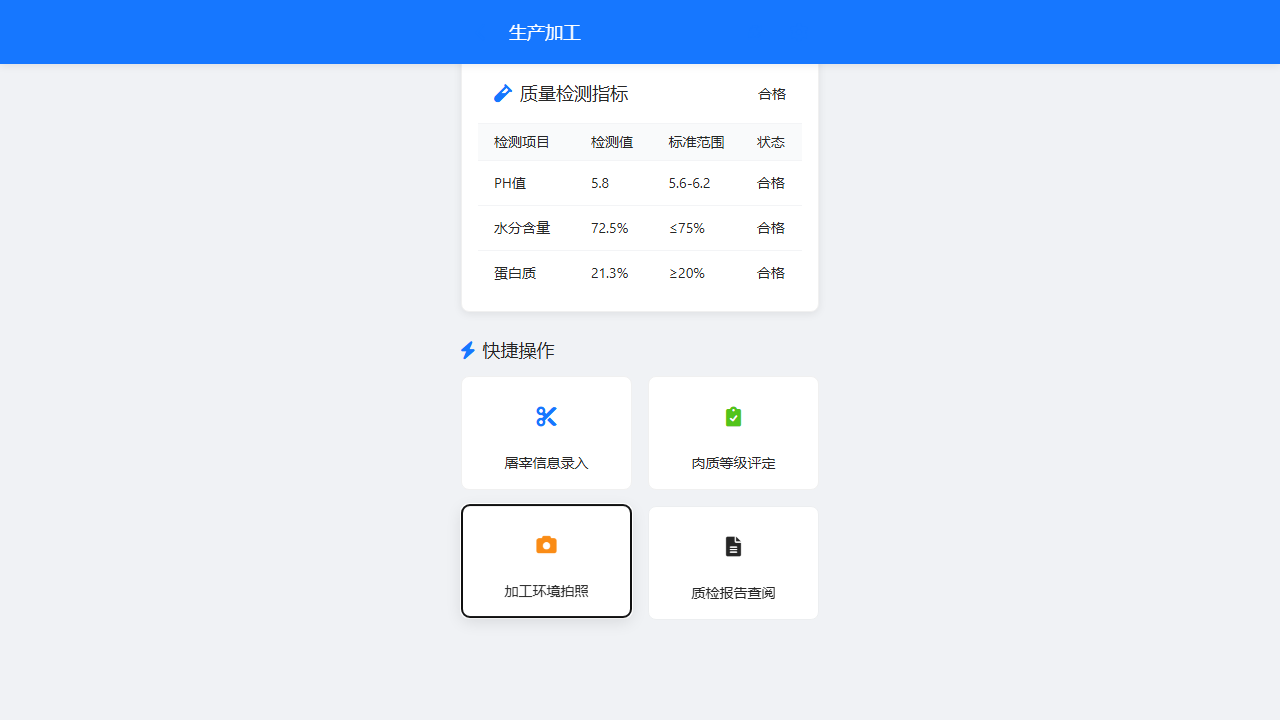 生产加工
质量检测指标 合格
检测项目 检测值 标准范围 状态
PH值 5.8 5.6-6.2 合格
水分含量 72.5% ≤75% 合格
蛋白质 21.3% ≥20% 合格
快捷操作
屠宰信息录入 肉质等级评定
加工环境拍照 质检报告查阅